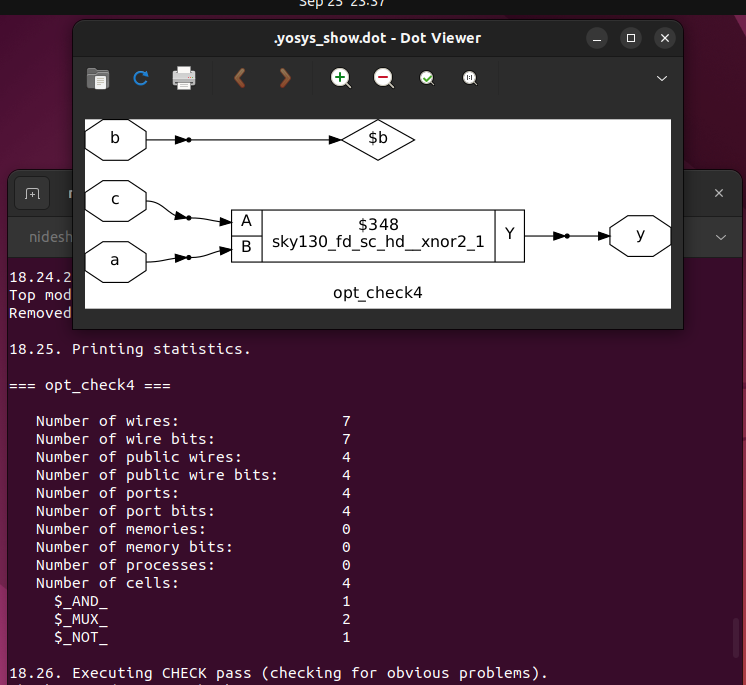 Sep 25 23:37
.yosys_show.dot - Dot Viewer
b
$b
c
A
$348
sky130_fd_sc_hd__xnor2_1
Y
y
B
a
opt_check4
nidesh
18.24.2
Top mod
Removed
18.25. Printing statistics.
=== opt_check4 ===
Number of wires: 7
Number of wire bits: 7
Number of public wires: 4
Number of public wire bits: 4
Number of ports: 4
Number of port bits: 4
Number of memories: 0
Number of memory bits: 0
Number of processes: 0
Number of cells: 4
$_AND_ 1
$_MUX_ 2
$_NOT_ 1
18.26. Executing CHECK pass (checking for obvious problems).